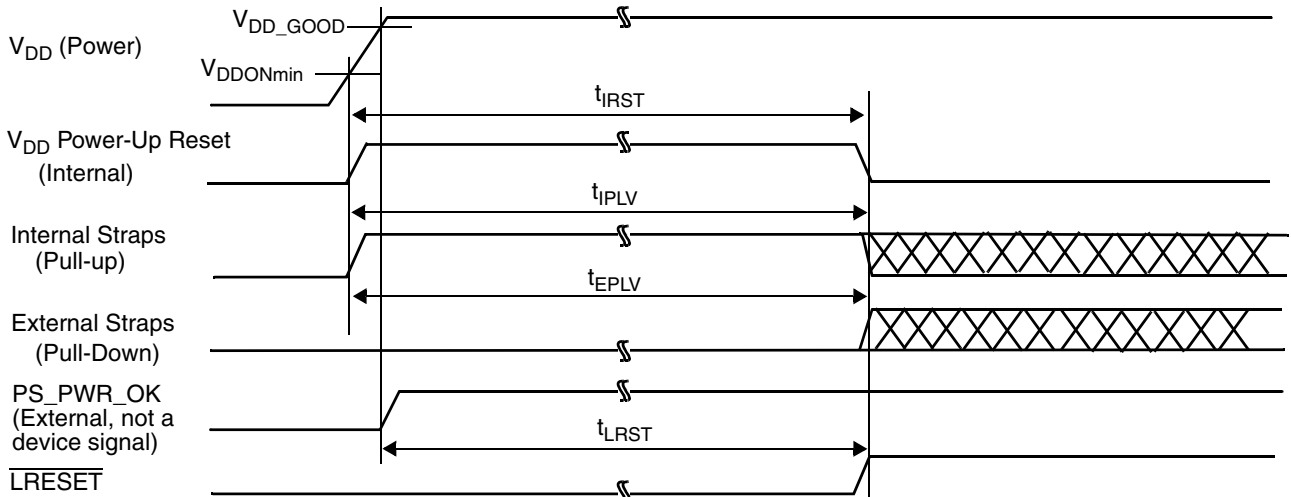 V_DD_GOOD
V_DD (Power)
V_DDONmin
t_IRST
V_DD Power-Up Reset
(Internal)
t_IPLV
Internal Straps
(Pull-up)
t_EPLV
External Straps
(Pull-Down)
PS_PWR_OK
(External, not a
device signal)
t_LRST
LRESET